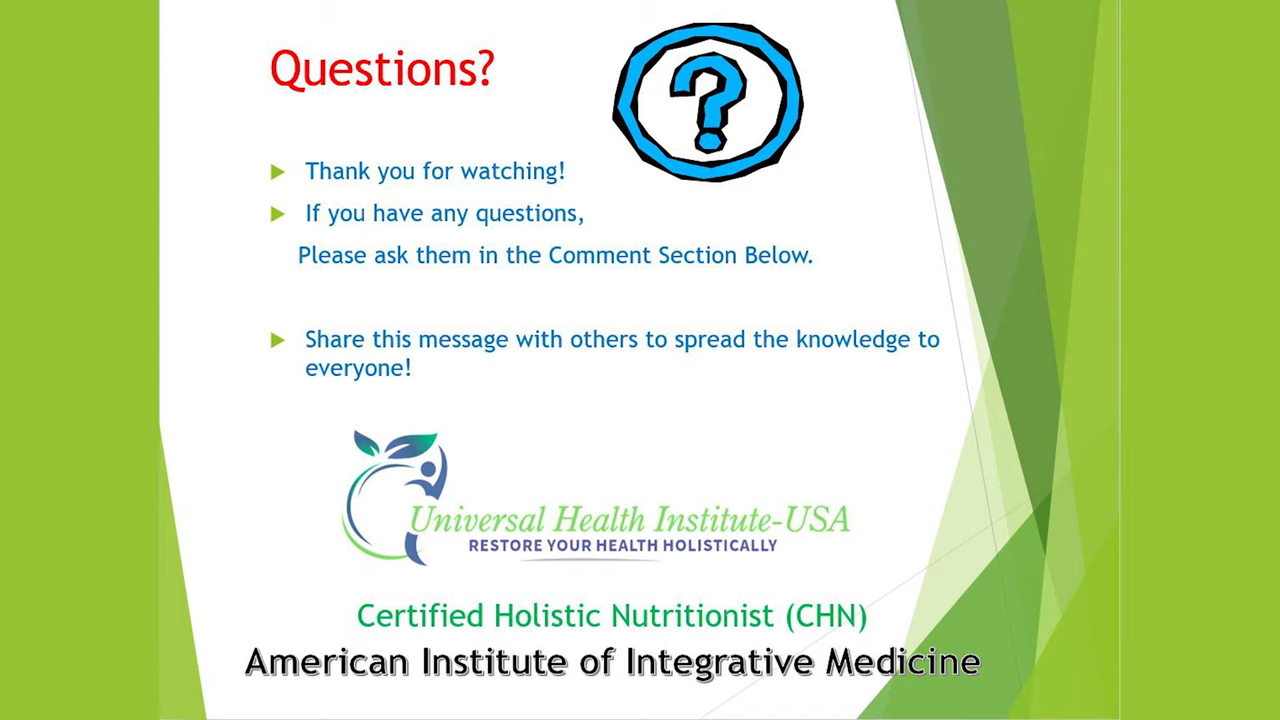 Questions?
Thank you for watching!
If you have any questions,
Please ask them in the Comment Section Below.
Share this message with others to spread the knowledge to
everyone!
Universal Health Institute-USA
RESTORE YOUR HEALTH HOLISTICALLY
Certified Holistic Nutritionist (CHN)
American Institute of Integrative Medicine